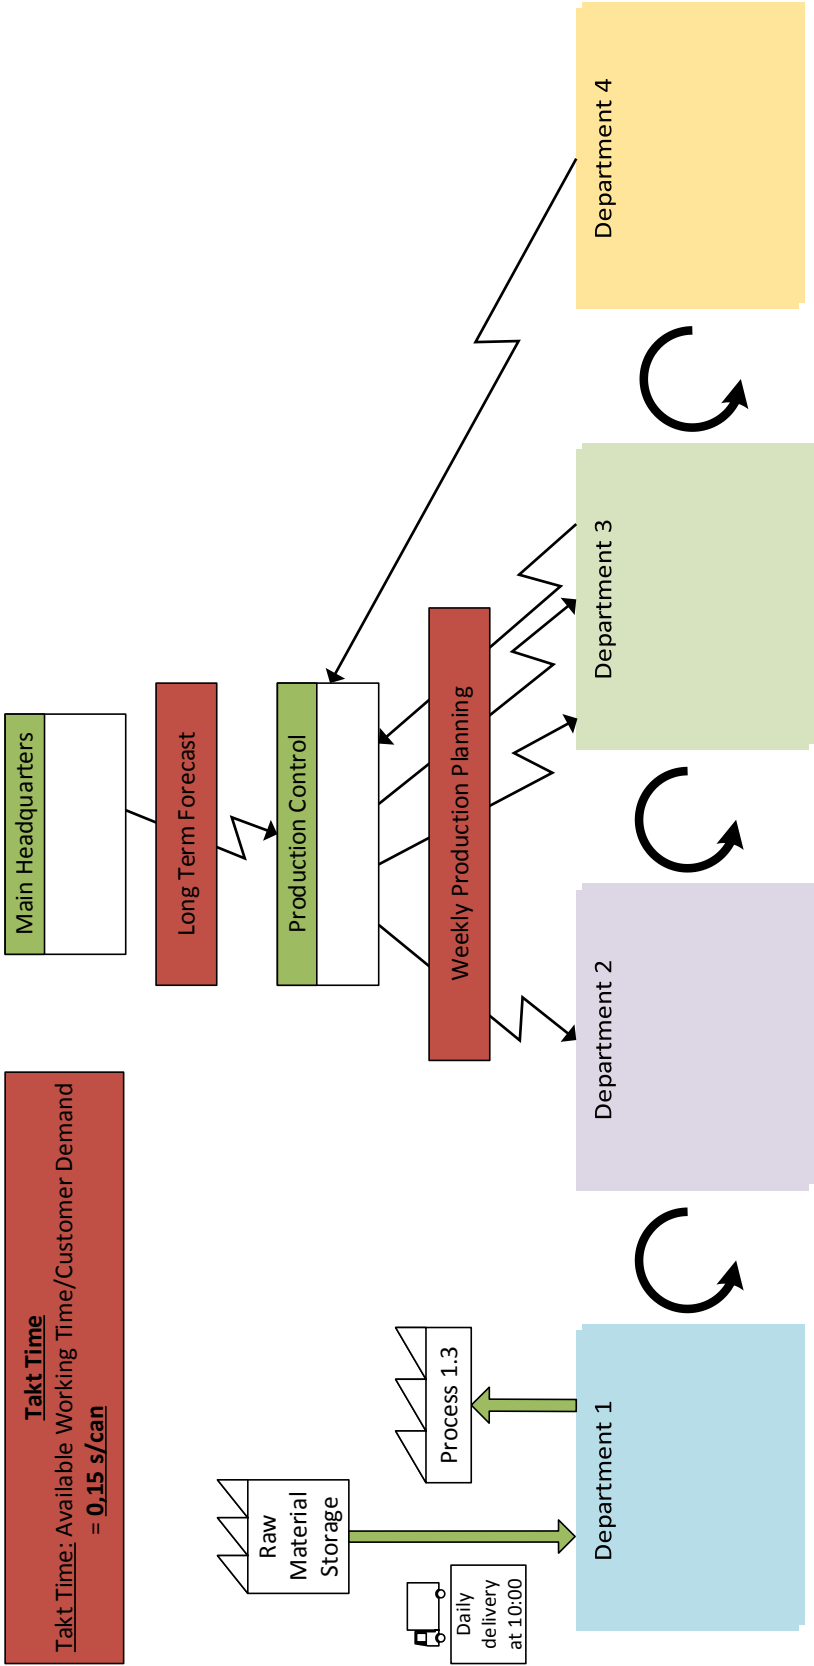 Takt Time
Takt Time: Available Working Time/Customer Demand
= 0,15 s/can
Main Headquarters
Long Term Forecast
Production Control
Weekly Production Planning
Raw
Material
Storage
Process 1.3
Daily
delivery
at 10:00
Department 1
Department 2
Department 3
Department 4